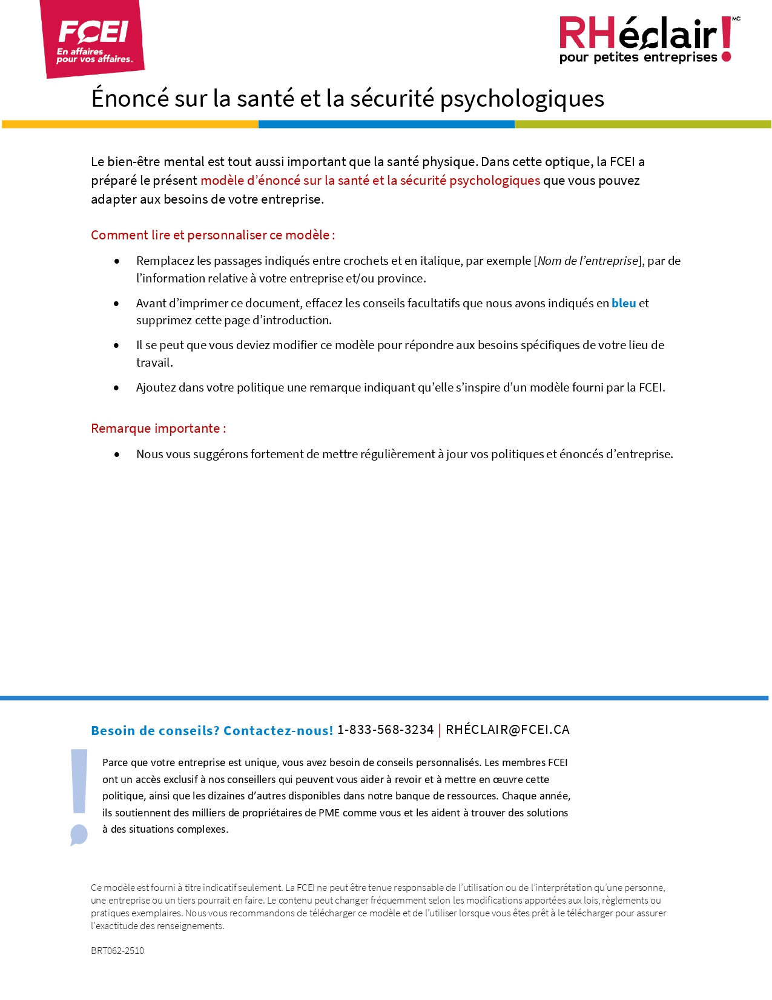 FCEI
En affaires
pour vos affaires.
RHéclair! MC
pour petites entreprises
Énoncé sur la santé et la sécurité psychologiques
Le bien-être mental est tout aussi important que la santé physique. Dans cette optique, la FCEI a
préparé le présent modèle d’énoncé sur la santé et la sécurité psychologiques que vous pouvez
adapter aux besoins de votre entreprise.
Comment lire et personnaliser ce modèle :
• Remplacez les passages indiqués entre crochets et en italique, par exemple [Nom de l’entreprise], par de
l’information relative à votre entreprise et/ou province.
• Avant d’imprimer ce document, effacez les conseils facultatifs que nous avons indiqués en bleu et
supprimez cette page d’introduction.
• Il se peut que vous deviez modifier ce modèle pour répondre aux besoins spécifiques de votre lieu de
travail.
• Ajoutez dans votre politique une remarque indiquant qu’elle s’inspire d’un modèle fourni par la FCEI.
Remarque importante :
• Nous vous suggérons fortement de mettre régulièrement à jour vos politiques et énoncés d’entreprise.
Besoin de conseils? Contactez-nous! 1-833-568-3234 | RHÉCLAIR@FCEI.CA
Parce que votre entreprise est unique, vous avez besoin de conseils personnalisés. Les membres FCEI
ont un accès exclusif à nos conseillers qui peuvent vous aider à revoir et à mettre en œuvre cette
politique, ainsi que les dizaines d’autres disponibles dans notre banque de ressources. Chaque année,
ils soutiennent des milliers de propriétaires de PME comme vous et les aident à trouver des solutions
à des situations complexes.
Ce modèle est fourni à titre indicatif seulement. La FCEI ne peut être tenue responsable de l’utilisation ou de l’interprétation qu’une personne,
une entreprise ou un tiers pourrait en faire. Le contenu peut changer fréquemment selon les modifications apportées aux lois, règlements ou
pratiques exemplaires. Nous vous recommandons de télécharger ce modèle et de l’utiliser lorsque vous êtes prêt à le télécharger pour assurer
l’exactitude des renseignements.
BRT062-2510